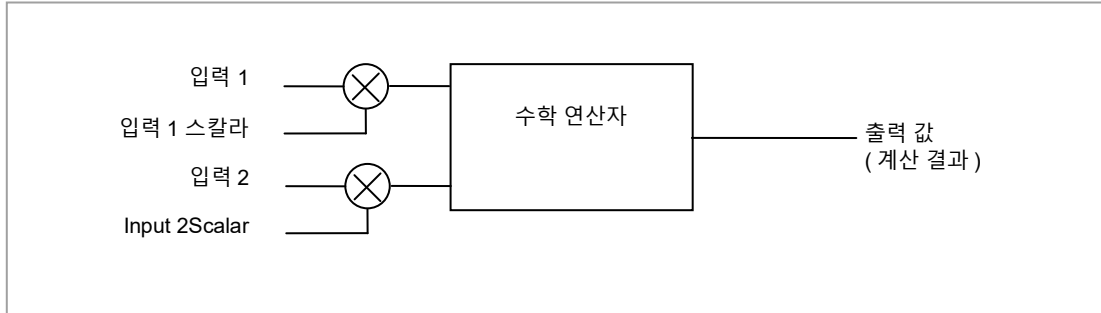 입력 1
입력 1 스칼라
입력 2
Input 2Scalar
수학 연산자
출력 값
( 계산 결과 )